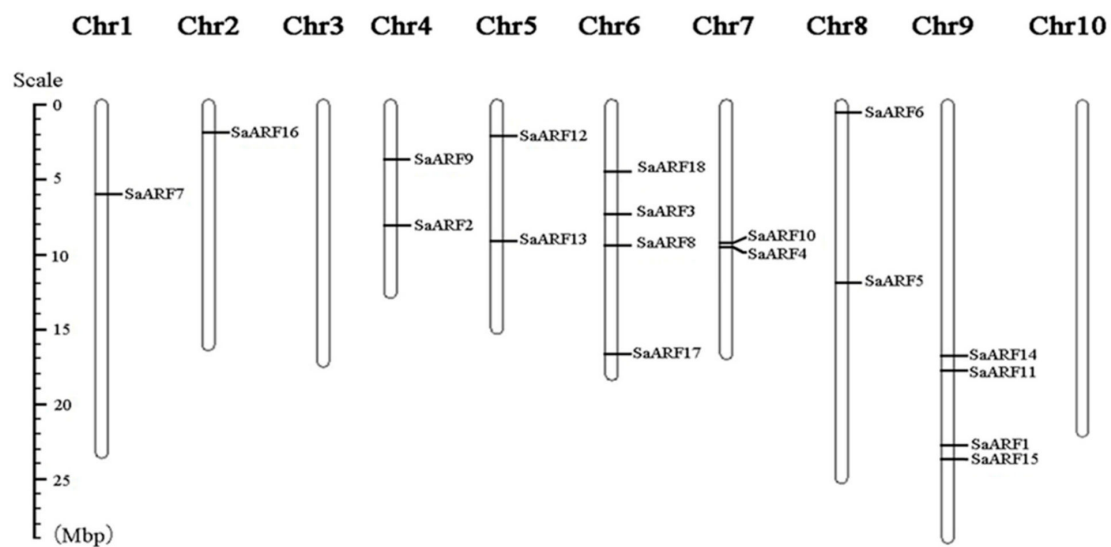 Chr1 Chr2 Chr3 Chr4 Chr5 Chr6 Chr7 Chr8 Chr9 Chr10
Scale
0
SaARF6
SaARF16
SaARF12
SaARF9
SaARF18
5
SaARF7
SaARF3
SaARF2
SaARF10
SaARF13
SaARF8
SaARF4
10
SaARF5
15
SaARF17
SaARF14
SaARF11
20
SaARF1
SaARF15
25
(Mbp)